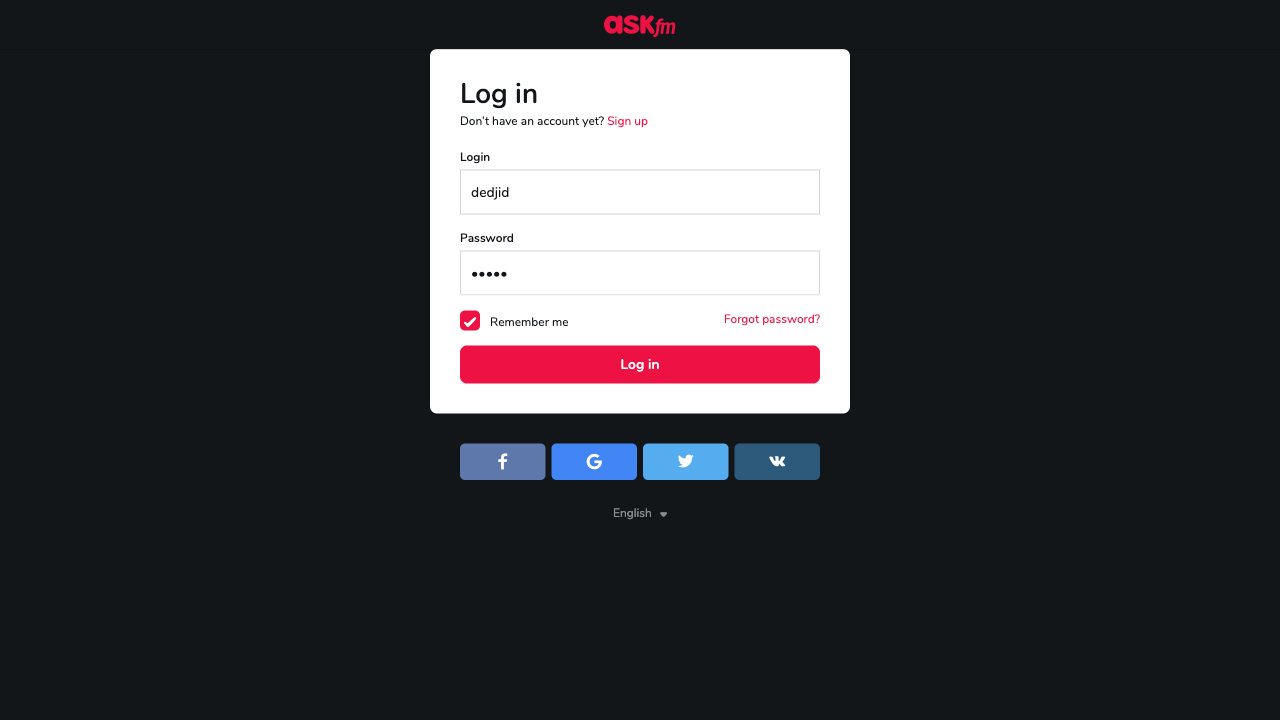 ASKfm
Log in
Don't have an account yet? Sign up
Login
dedjid
Password
•••••
Remember me
Forgot password?
Log in
English